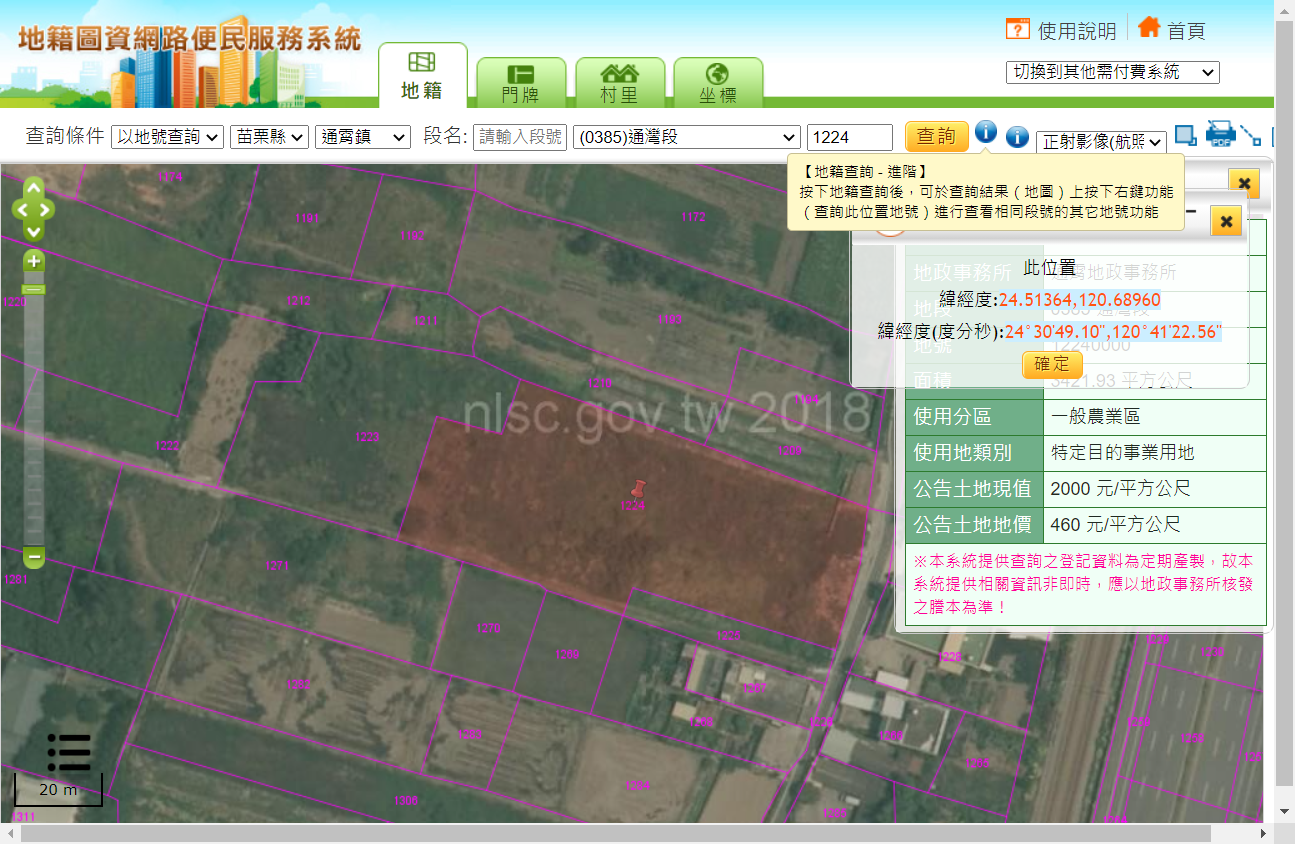 地籍圖資網路便民服務系統
地籍
門牌
村里
坐標
使用說明
首頁
切換到其他需付費系統
查詢條件
以地號查詢
苗栗縣
通霄鎮
段名:
請輸入段號
(0385)通灣段
1224
查詢
正射影像(航照
PDF
【地籍查詢 - 進階】
按下地籍查詢後，可於查詢結果（地圖）上按下右鍵功能
（查詢此位置地號）進行查看相同段號的其它地號功能
此位置
緯經度:24.51364,120.68960
緯經度(度分秒):24°30'49.10",120°41'22.56"
確定
地政事務所
地政事務所
地段
0385 通灣段
地號
12240000
面積
3421.93 平方公尺
使用分區
一般農業區
使用地類別
特定目的事業用地
公告土地現值
2000 元/平方公尺
公告土地地價
460 元/平方公尺
※本系統提供查詢之登記資料為定期產製，故本
系統提供相關資訊非即時，應以地政事務所核發
之謄本為準！
nlsc.gov.tw 2018
1191
1172
1212
1211
1210
1194
1209
1222
1223
1224
1271
1281
1270
1269
1225
1228
1267
1264
1300
1311
20 m